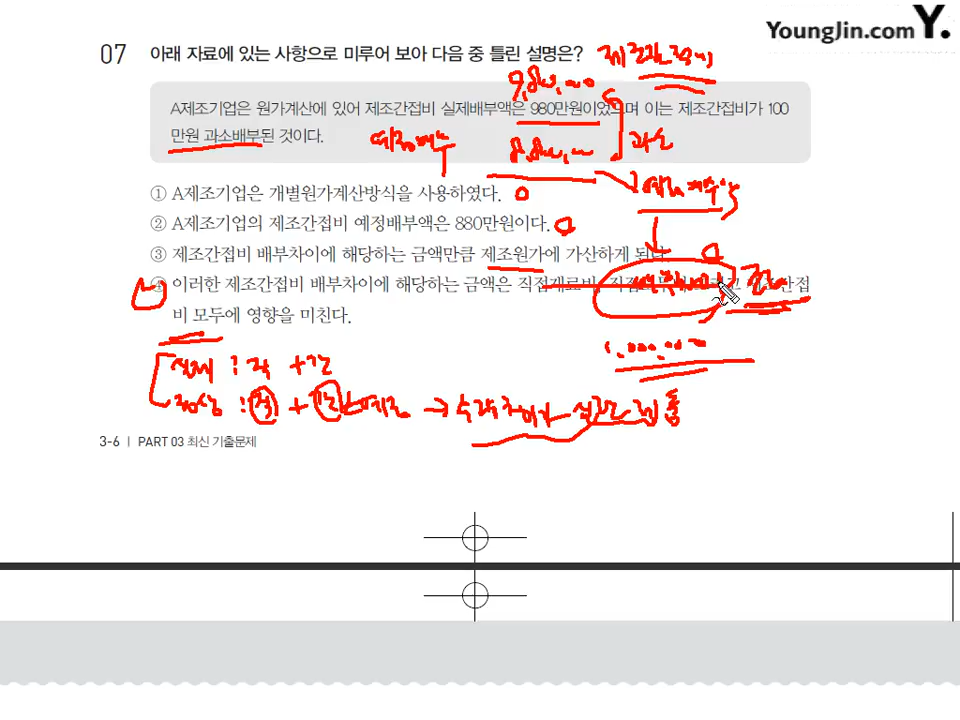 Younglin.com Y.
07 아래 자료에 있는 사항으로 미루어 보아 다음 중 틀린 설명은?
A제조기업은 원가계산에 있어 제조간접비 실제배부액은 980만원이었으며 이는 제조간접비가 100
만원 과소배부된 것이다.
과소
① A제조기업은 개별원가계산방식을 사용하였다.
② A제조기업의 제조간접비 예정배부액은 880만원이다.
③ 제조간접비 배부차이에 해당하는 금액만큼 제조원가에 가산하게 된다.
④ 이러한 제조간접비 배부차이에 해당하는 금액은 직접재료비, 제조간접
비 모두에 영향을 미친다.
1,000,000
실제 : 직 + 간
정상 : 직 + 간
3-6 | PART 03 최신 기출문제